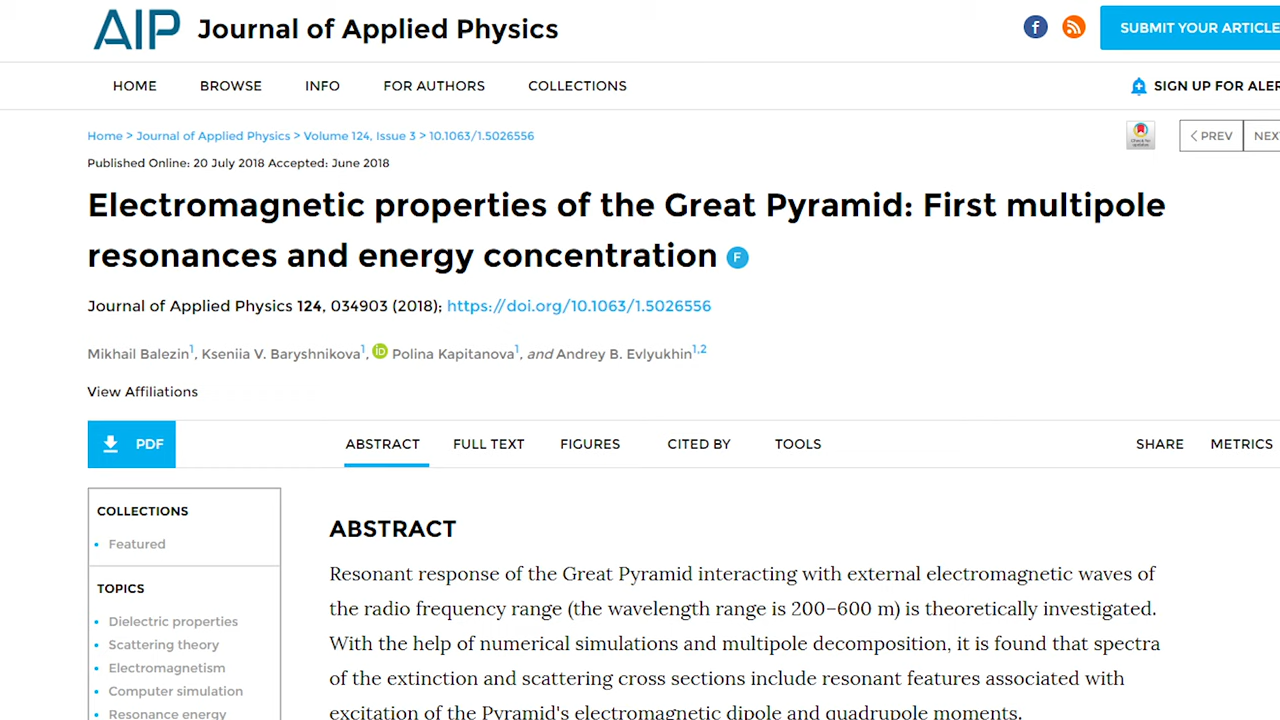 AIP Journal of Applied Physics
f
SUBMIT YOUR ARTICLE
HOME BROWSE INFO FOR AUTHORS COLLECTIONS
SIGN UP FOR ALER
Home > Journal of Applied Physics > Volume 124, Issue 3 > 10.1063/1.5026556
Check for updates
< PREV NEX
Published Online: 20 July 2018 Accepted: June 2018
Electromagnetic properties of the Great Pyramid: First multipole
resonances and energy concentration F
Journal of Applied Physics 124, 034903 (2018); https://doi.org/10.1063/1.5026556
Mikhail Balezin1, Kseniia V. Baryshnikova1, iD Polina Kapitanova1, and Andrey B. Evlyukhin1,2
View Affiliations
PDF
ABSTRACT FULL TEXT FIGURES CITED BY TOOLS
SHARE METRICS
COLLECTIONS
• Featured
TOPICS
• Dielectric properties
• Scattering theory
• Electromagnetism
• Computer simulation
• Resonance energy
ABSTRACT
Resonant response of the Great Pyramid interacting with external electromagnetic waves of
the radio frequency range (the wavelength range is 200–600 m) is theoretically investigated.
With the help of numerical simulations and multipole decomposition, it is found that spectra
of the extinction and scattering cross sections include resonant features associated with
excitation of the Pyramid's electromagnetic dipole and quadrupole moments.